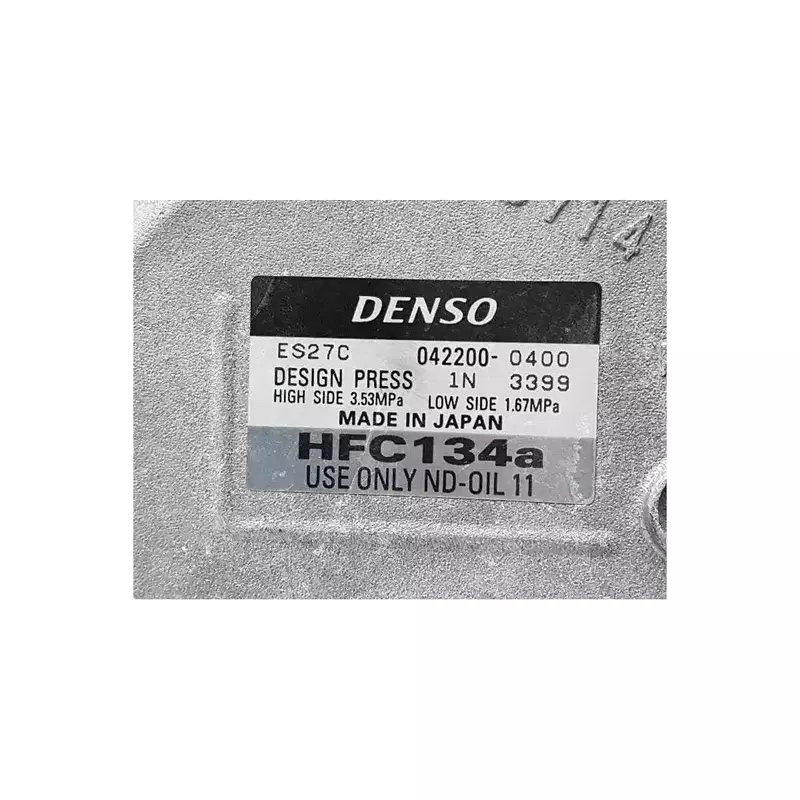 714
DENSO
ES27C 042200-0400
DESIGN PRESS 1N 3399
HIGH SIDE 3.53MPa LOW SIDE 1.67MPa
MADE IN JAPAN
HFC134a
USE ONLY ND-OIL 11